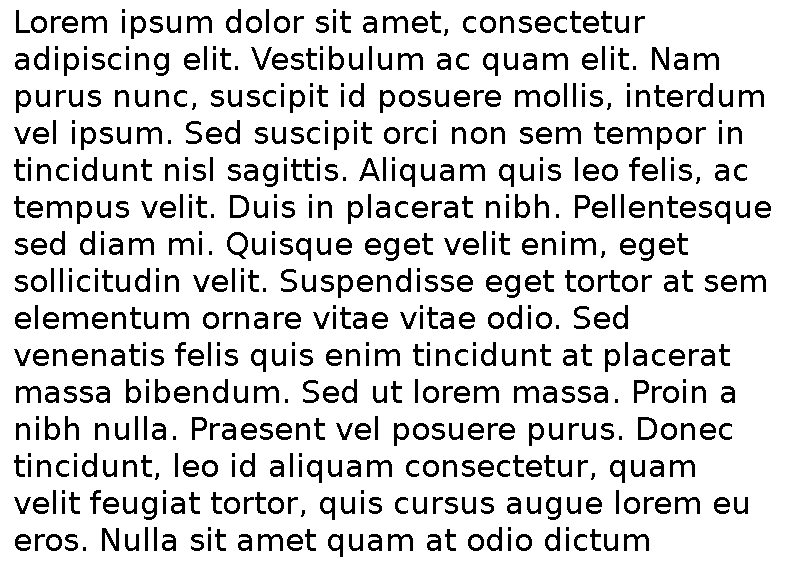 Lorem ipsum dolor sit amet, consectetur
adipiscing elit. Vestibulum ac quam elit. Nam
purus nunc, suscipit id posuere mollis, interdum
vel ipsum. Sed suscipit orci non sem tempor in
tincidunt nisl sagittis. Aliquam quis leo felis, ac
tempus velit. Duis in placerat nibh. Pellentesque
sed diam mi. Quisque eget velit enim, eget
sollicitudin velit. Suspendisse eget tortor at sem
elementum ornare vitae vitae odio. Sed
venenatis felis quis enim tincidunt at placerat
massa bibendum. Sed ut lorem massa. Proin a
nibh nulla. Praesent vel posuere purus. Donec
tincidunt, leo id aliquam consectetur, quam
velit feugiat tortor, quis cursus augue lorem eu
eros. Nulla sit amet quam at odio dictum